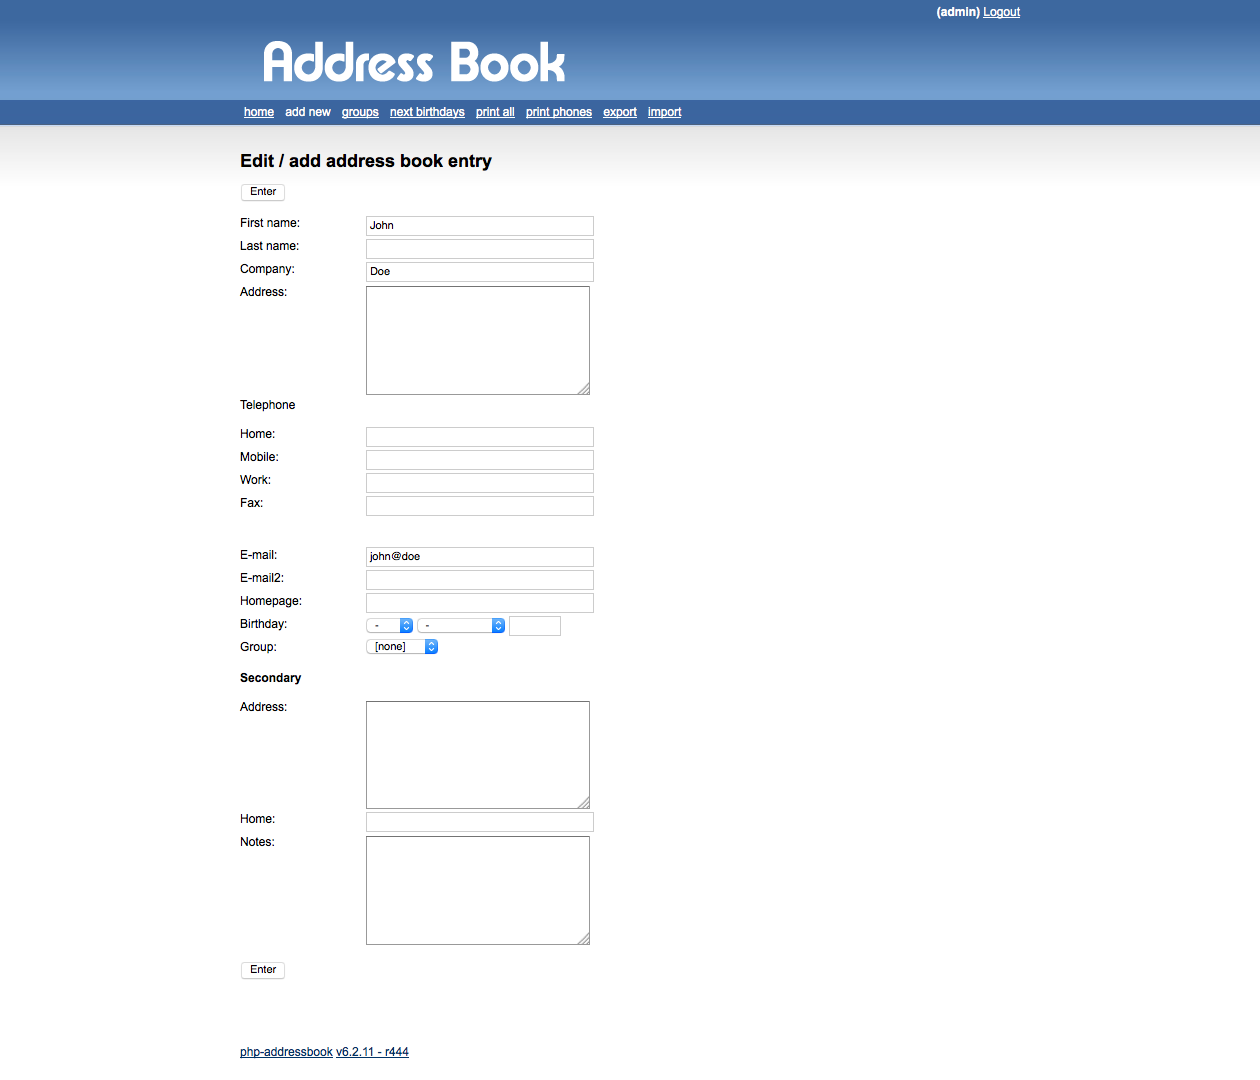 (admin) Logout
Address Book
home add new groups next birthdays print all print phones export import
Edit / add address book entry
Enter
First name: John
Last name:
Company: Doe
Address:
Telephone
Home:
Mobile:
Work:
Fax:
E-mail: john@doe
E-mail2:
Homepage:
Birthday: - -
Group: [none]
Secondary
Address:
Home:
Notes:
Enter
php-addressbook v6.2.11 - r444